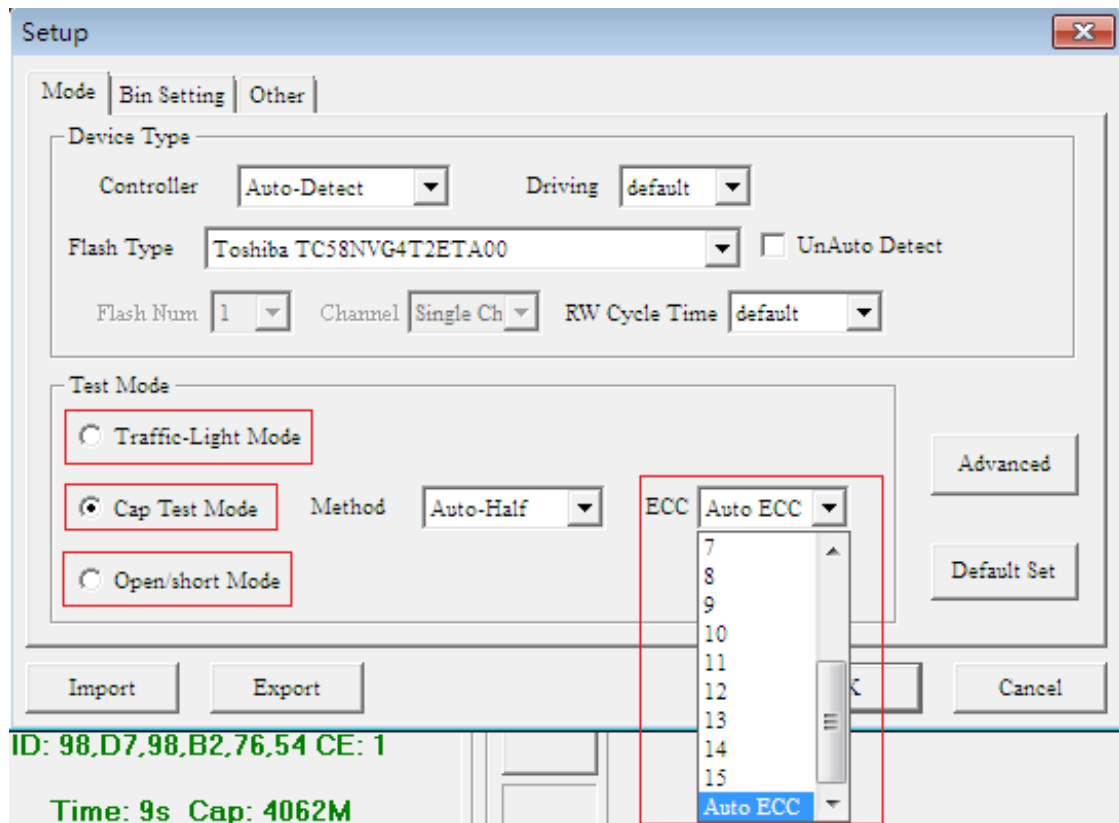 Setup
Mode Bin Setting Other
Device Type
Controller Auto-Detect Driving default
Flash Type Toshiba TC58NVG4T2ETA00 UnAuto Detect
Flash Num 1 Channel Single Ch RW Cycle Time default
Test Mode
Traffic-Light Mode
Advanced
Cap Test Mode Method Auto-Half ECC Auto ECC
7
8
Open/short Mode Default Set
9
10
11
12
13
14
15
Auto ECC
Import Export K Cancel
ID: 98,D7,98,B2,76,54 CE: 1
Time: 9s Cap: 4062M